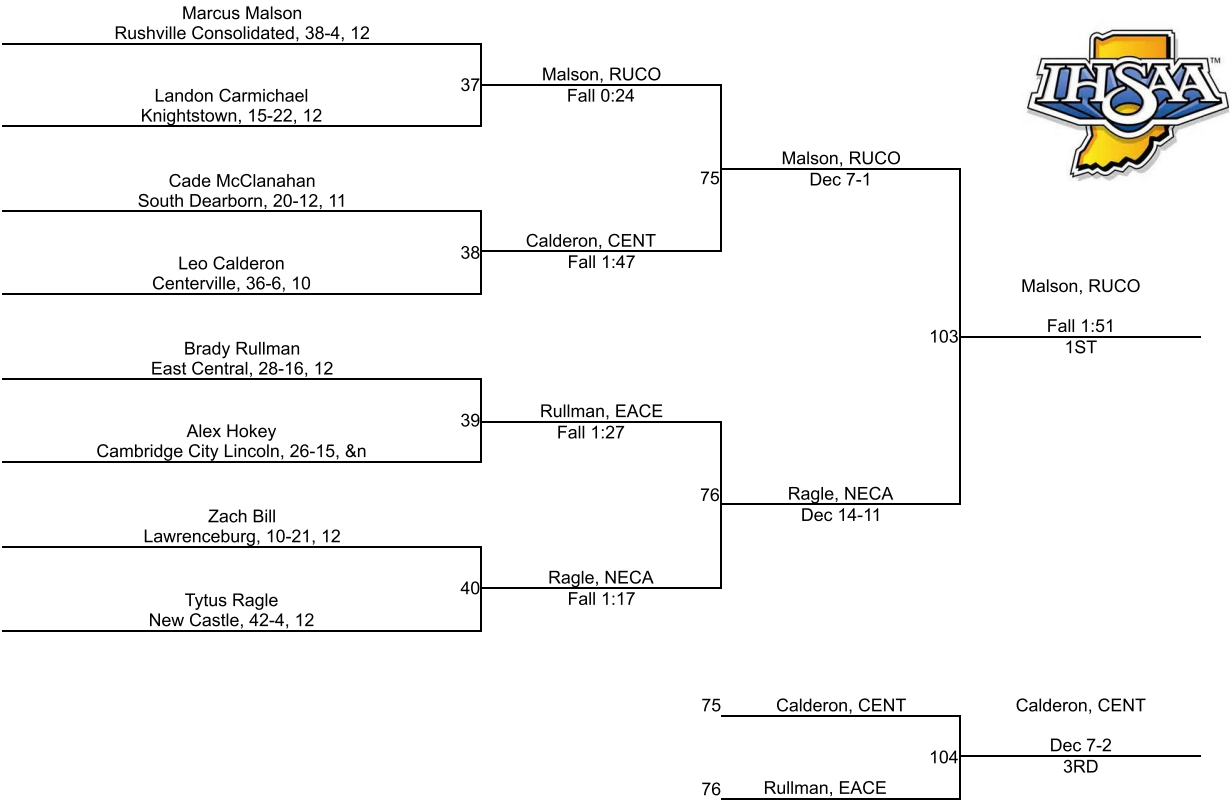 Marcus Malson
Rushville Consolidated, 38-4, 12
37
Landon Carmichael
Knightstown, 15-22, 12
Malson, RUCO
Fall 0:24
Cade McClanahan
South Dearborn, 20-12, 11
38
Leo Calderon
Centerville, 36-6, 10
Calderon, CENT
Fall 1:47
75
Malson, RUCO
Dec 7-1
Brady Rullman
East Central, 28-16, 12
39
Alex Hokey
Cambridge City Lincoln, 26-15, &n
Rullman, EACE
Fall 1:27
Zach Bill
Lawrenceburg, 10-21, 12
40
Tytus Ragle
New Castle, 42-4, 12
Ragle, NECA
Fall 1:17
76
Ragle, NECA
Dec 14-11
103
Malson, RUCO
Fall 1:51
1ST
IHSAA™
75
Calderon, CENT
104
76
Rullman, EACE
Calderon, CENT
Dec 7-2
3RD